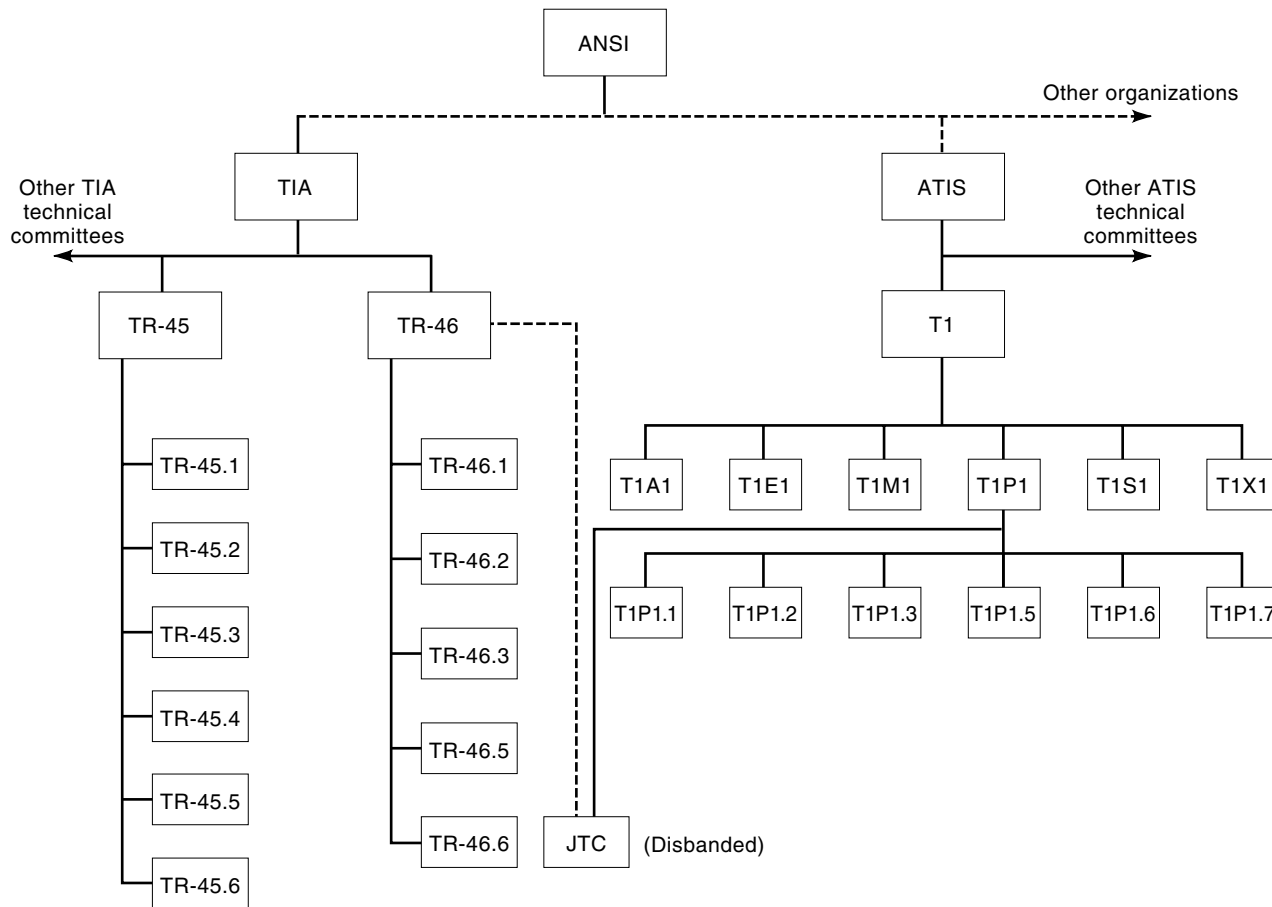 ANSI
Other organizations
TIA
ATIS
Other TIA
technical
committees
Other ATIS
technical
committees
TR-45
TR-46
T1
TR-45.1
TR-45.2
TR-45.3
TR-45.4
TR-45.5
TR-45.6
TR-46.1
TR-46.2
TR-46.3
TR-46.5
TR-46.6
JTC
(Disbanded)
T1A1
T1E1
T1M1
T1P1
T1S1
T1X1
T1P1.1
T1P1.2
T1P1.3
T1P1.5
T1P1.6
T1P1.7